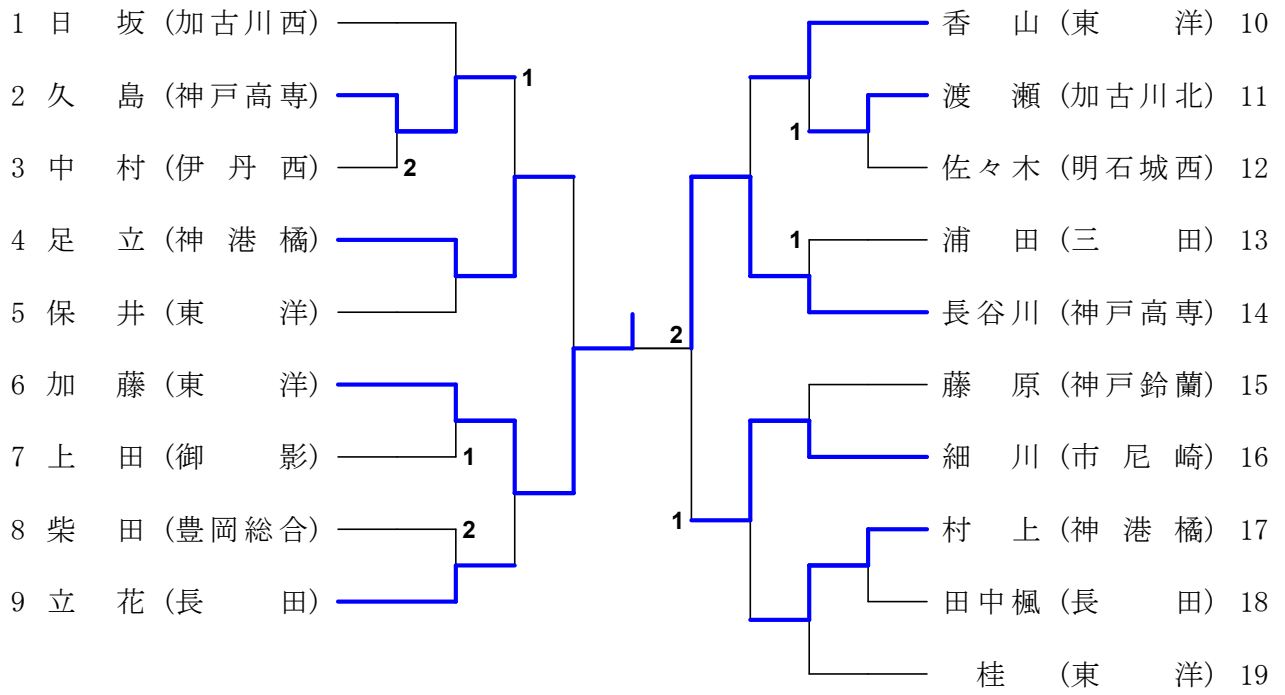 1 日 坂 (加古川西)
1
2 久 島 (神戸高専)
3 中 村 (伊 丹 西)
2
4 足 立 (神 港 橘)
5 保 井 (東 洋)
6 加 藤 (東 洋)
7 上 田 (御 影)
1
8 柴 田 (豊岡総合)
2
9 立 花 (長 田)
香 山 (東 洋) 10
渡 瀬 (加古川北) 11
1
佐々木 (明石城西) 12
1
浦 田 (三 田) 13
長谷川 (神戸高専) 14
2
藤 原 (神戸鈴蘭) 15
細 川 (市 尼 崎) 16
1
村 上 (神 港 橘) 17
田中楓 (長 田) 18
桂 (東 洋) 19